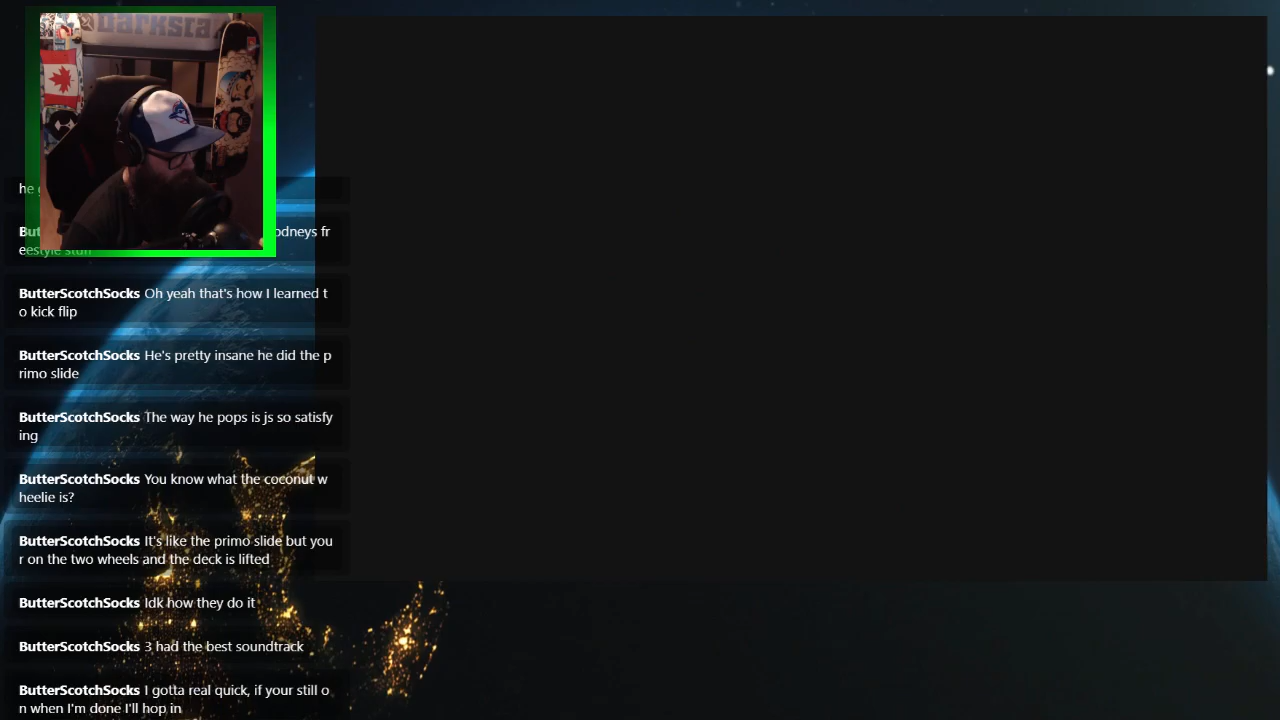 Darksta
he
odneys fr
eestyle stuff
ButterScotchSocks Oh yeah that's how I learned t
o kick flip
ButterScotchSocks He's pretty insane he did the p
rimo slide
ButterScotchSocks The way he pops is js so satisfy
ing
ButterScotchSocks You know what the coconut w
heelie is?
ButterScotchSocks It's like the primo slide but you
r on the two wheels and the deck is lifted
ButterScotchSocks Idk how they do it
ButterScotchSocks 3 had the best soundtrack
ButterScotchSocks I gotta real quick, if your still o
n when I'm done I'll hop in